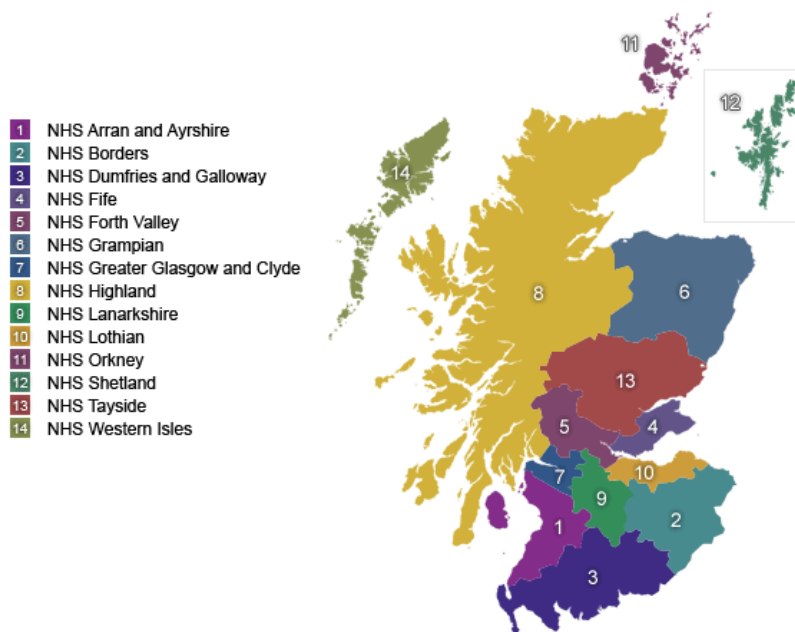 1 NHS Arran and Ayrshire
2 NHS Borders
3 NHS Dumfries and Galloway
4 NHS Fife
5 NHS Forth Valley
6 NHS Grampian
7 NHS Greater Glasgow and Clyde
8 NHS Highland
9 NHS Lanarkshire
10 NHS Lothian
11 NHS Orkney
12 NHS Shetland
13 NHS Tayside
14 NHS Western Isles
11
12
14
8
6
13
5
4
10
7
9
2
1
3